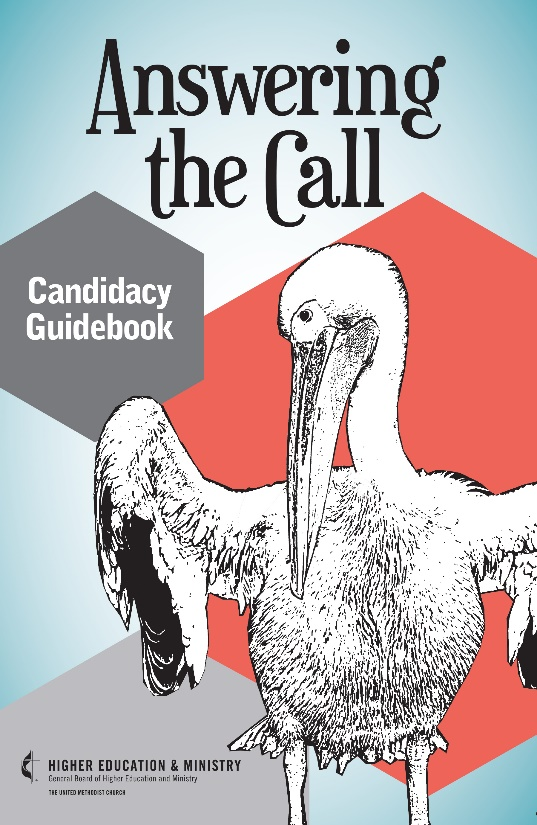 Answering
the Call
Candidacy
Guidebook
HIGHER EDUCATION & MINISTRY
General Board of Higher Education and Ministry
THE UNITED METHODIST CHURCH